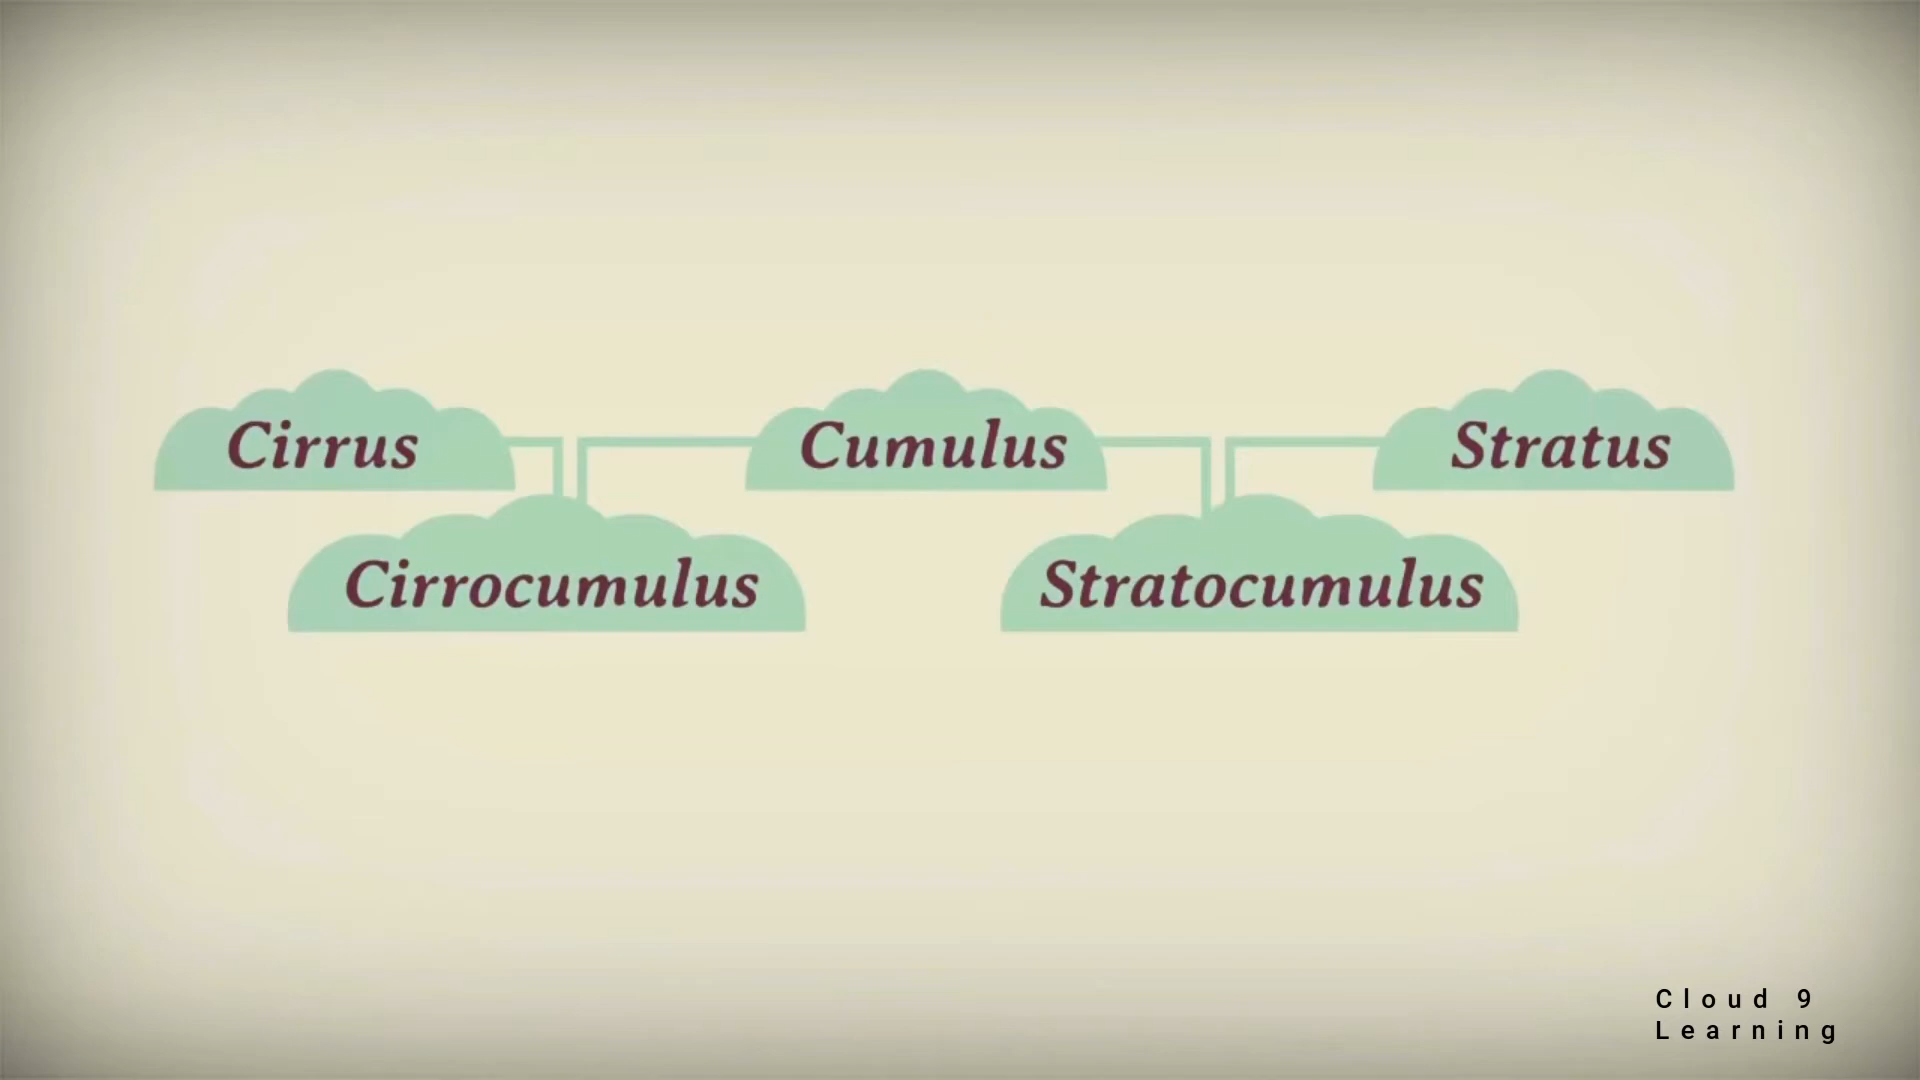 Cirrus
Cumulus
Stratus
Cirrocumulus
Stratocumulus
Cloud 9
Learning